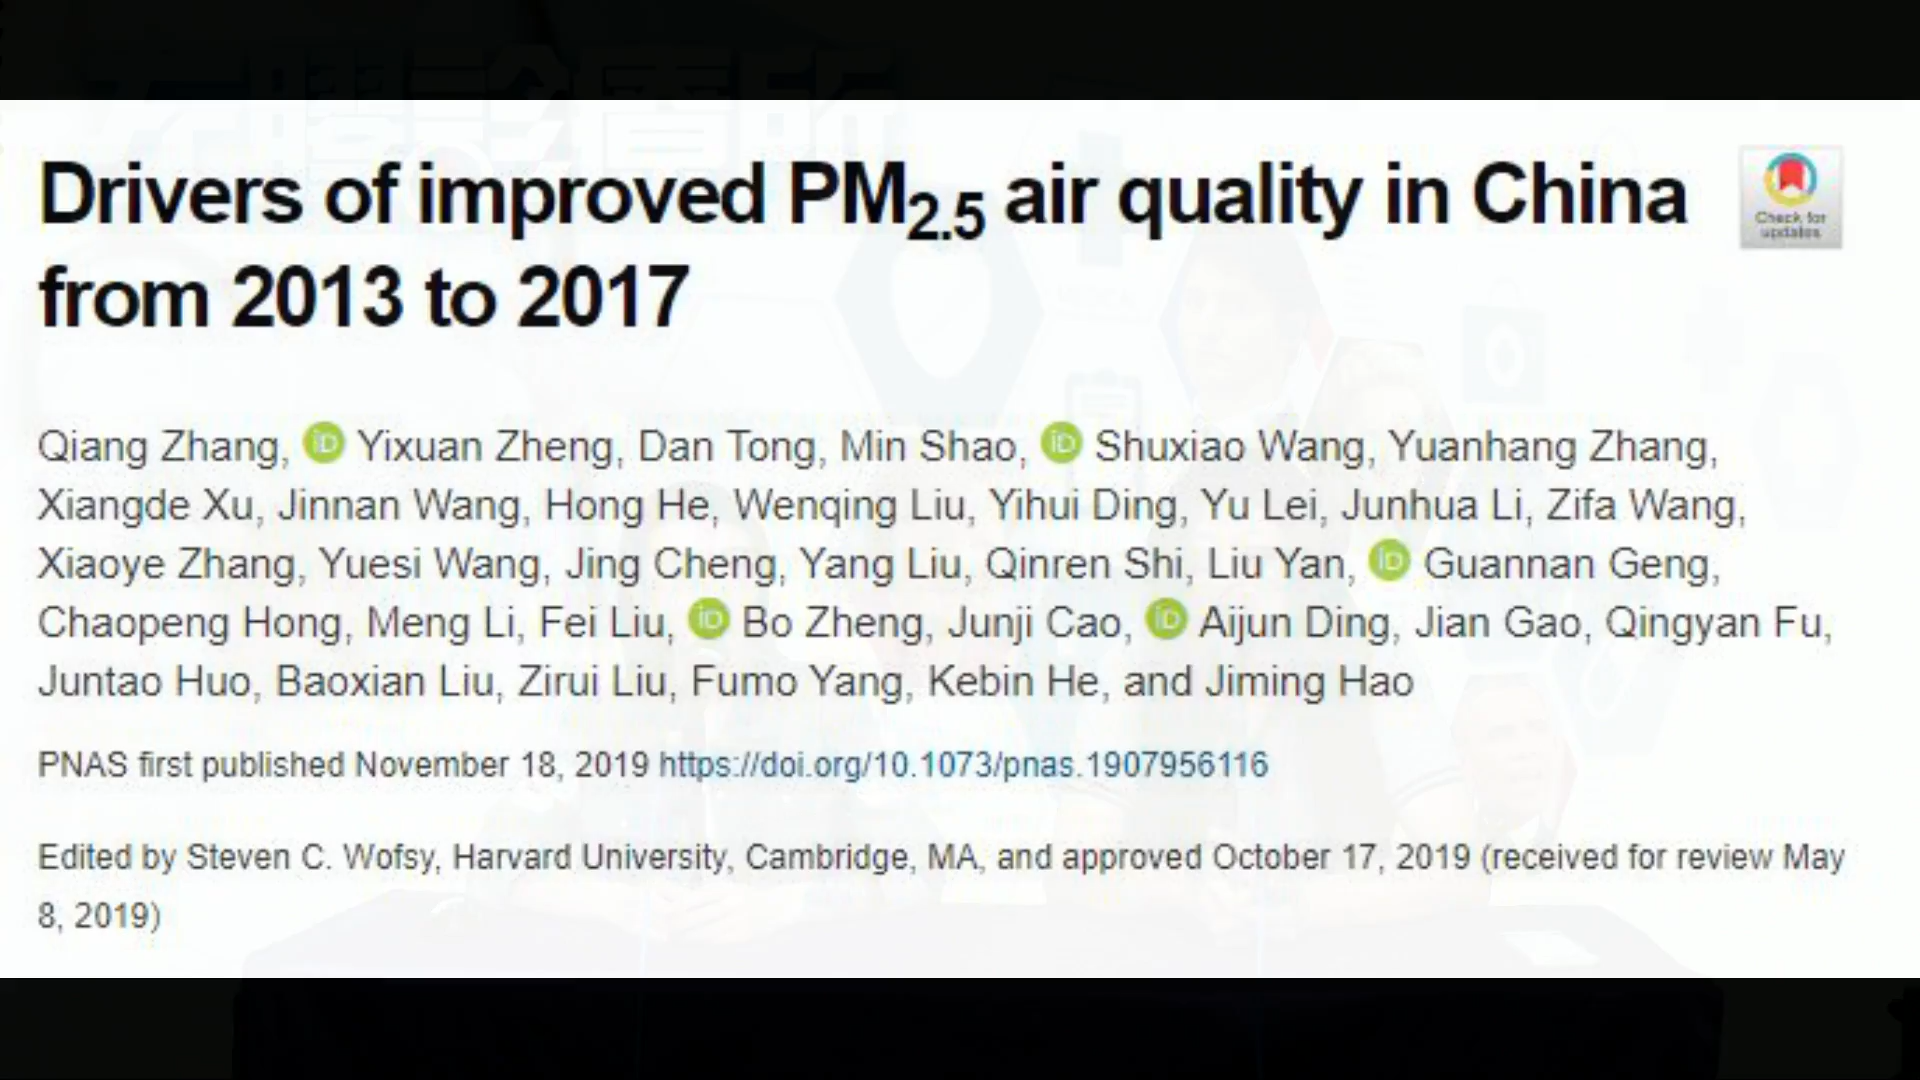 Drivers of improved PM2.5 air quality in China
from 2013 to 2017
Check for
updates
Qiang Zhang, iD Yixuan Zheng, Dan Tong, Min Shao, iD Shuxiao Wang, Yuanhang Zhang,
Xiangde Xu, Jinnan Wang, Hong He, Wenqing Liu, Yihui Ding, Yu Lei, Junhua Li, Zifa Wang,
Xiaoye Zhang, Yuesi Wang, Jing Cheng, Yang Liu, Qinren Shi, Liu Yan, iD Guannan Geng,
Chaopeng Hong, Meng Li, Fei Liu, iD Bo Zheng, Junji Cao, iD Aijun Ding, Jian Gao, Qingyan Fu,
Juntao Huo, Baoxian Liu, Zirui Liu, Fumo Yang, Kebin He, and Jiming Hao
PNAS first published November 18, 2019 https://doi.org/10.1073/pnas.1907956116
Edited by Steven C. Wofsy, Harvard University, Cambridge, MA, and approved October 17, 2019 (received for review May
8, 2019)